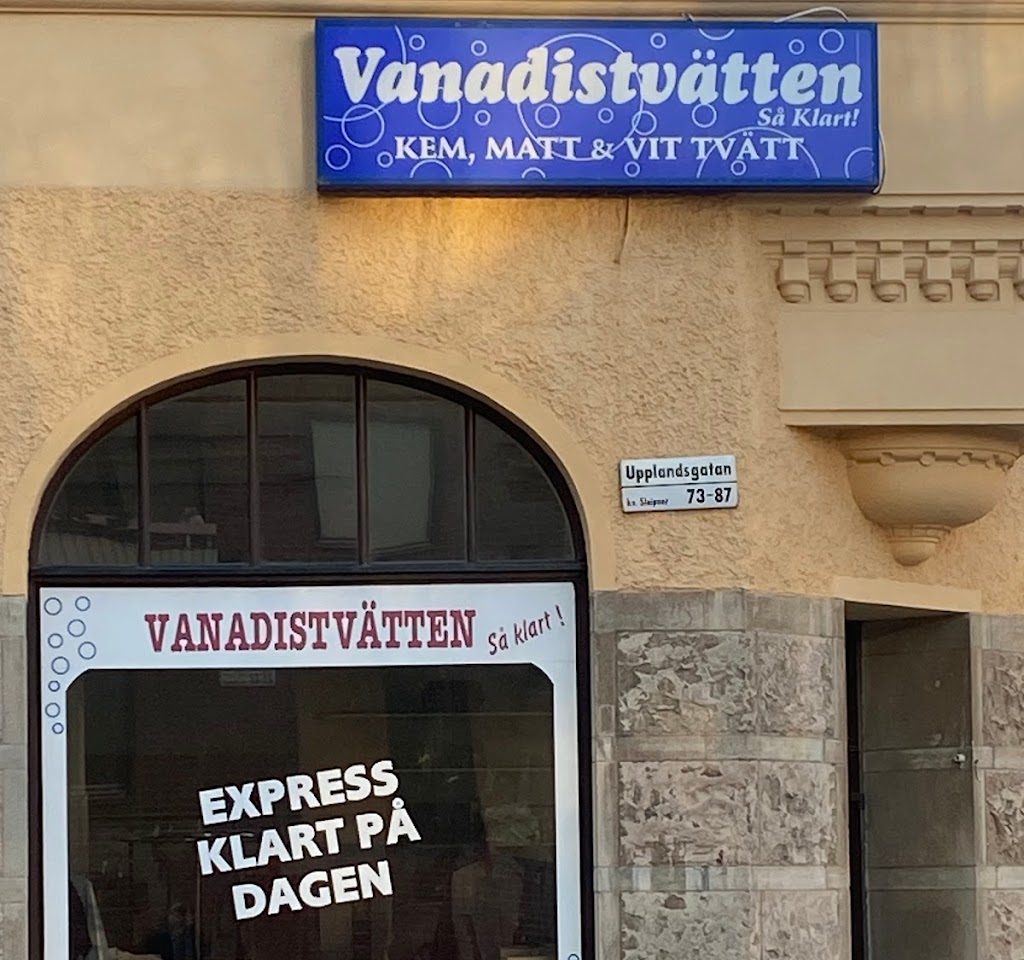 Vanadistvätten
Så Klart!
KEM, MATT & VIT TVÄTT
Upplandsgatan
kv. Sleipner 73-87
VANADISTVÄTTEN Så klart !
EXPRESS
KLART PÅ
DAGEN